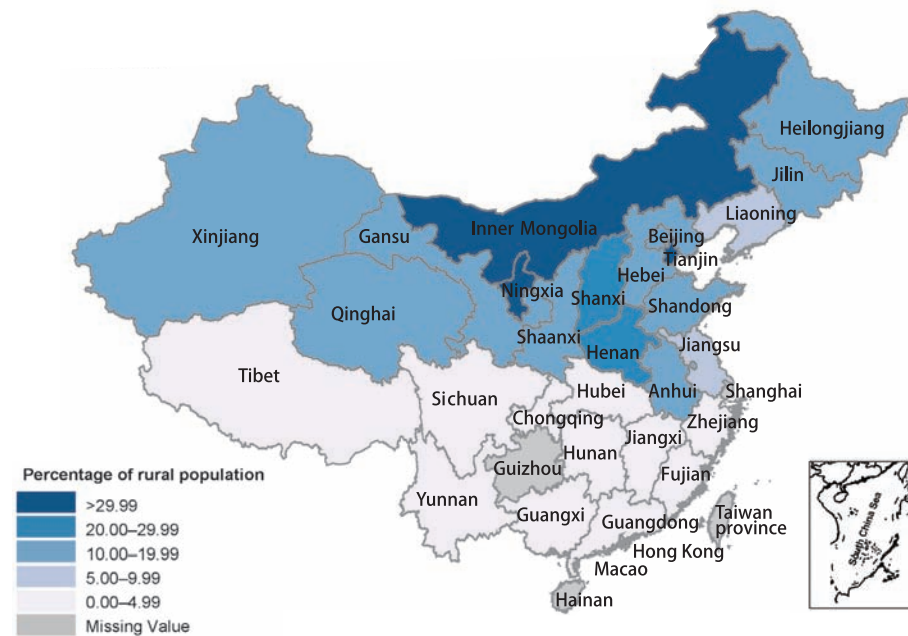 Heilongjiang
Jilin
Liaoning
Inner Mongolia
Beijing
Tianjin
Xinjiang
Gansu
Hebei
Ningxia
Shanxi
Shandong
Qinghai
Shaanxi
Henan
Jiangsu
Tibet
Sichuan
Hubei
Anhui
Shanghai
Chongqing
Zhejiang
Jiangxi
Hunan
Guizhou
Fujian
Yunnan
Guangxi
Guangdong
Taiwan
province
Hong Kong
Macao
Hainan
Percentage of rural population
>29.99
20.00–29.99
10.00–19.99
5.00–9.99
0.00–4.99
Missing Value
South China Sea